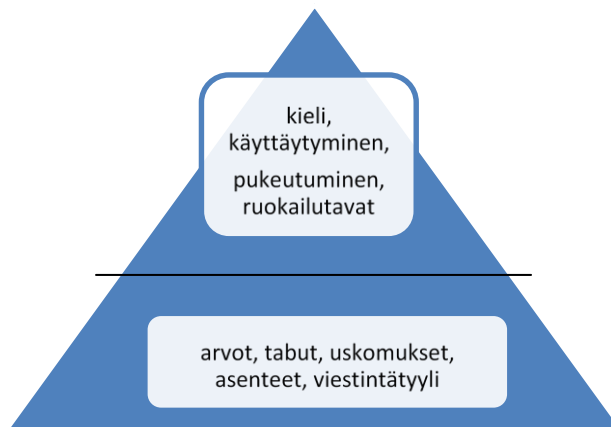 kieli,
käyttäytyminen,
pukeutuminen,
ruokailutavat
arvot, tabut, uskomukset,
asenteet, viestintätyyli